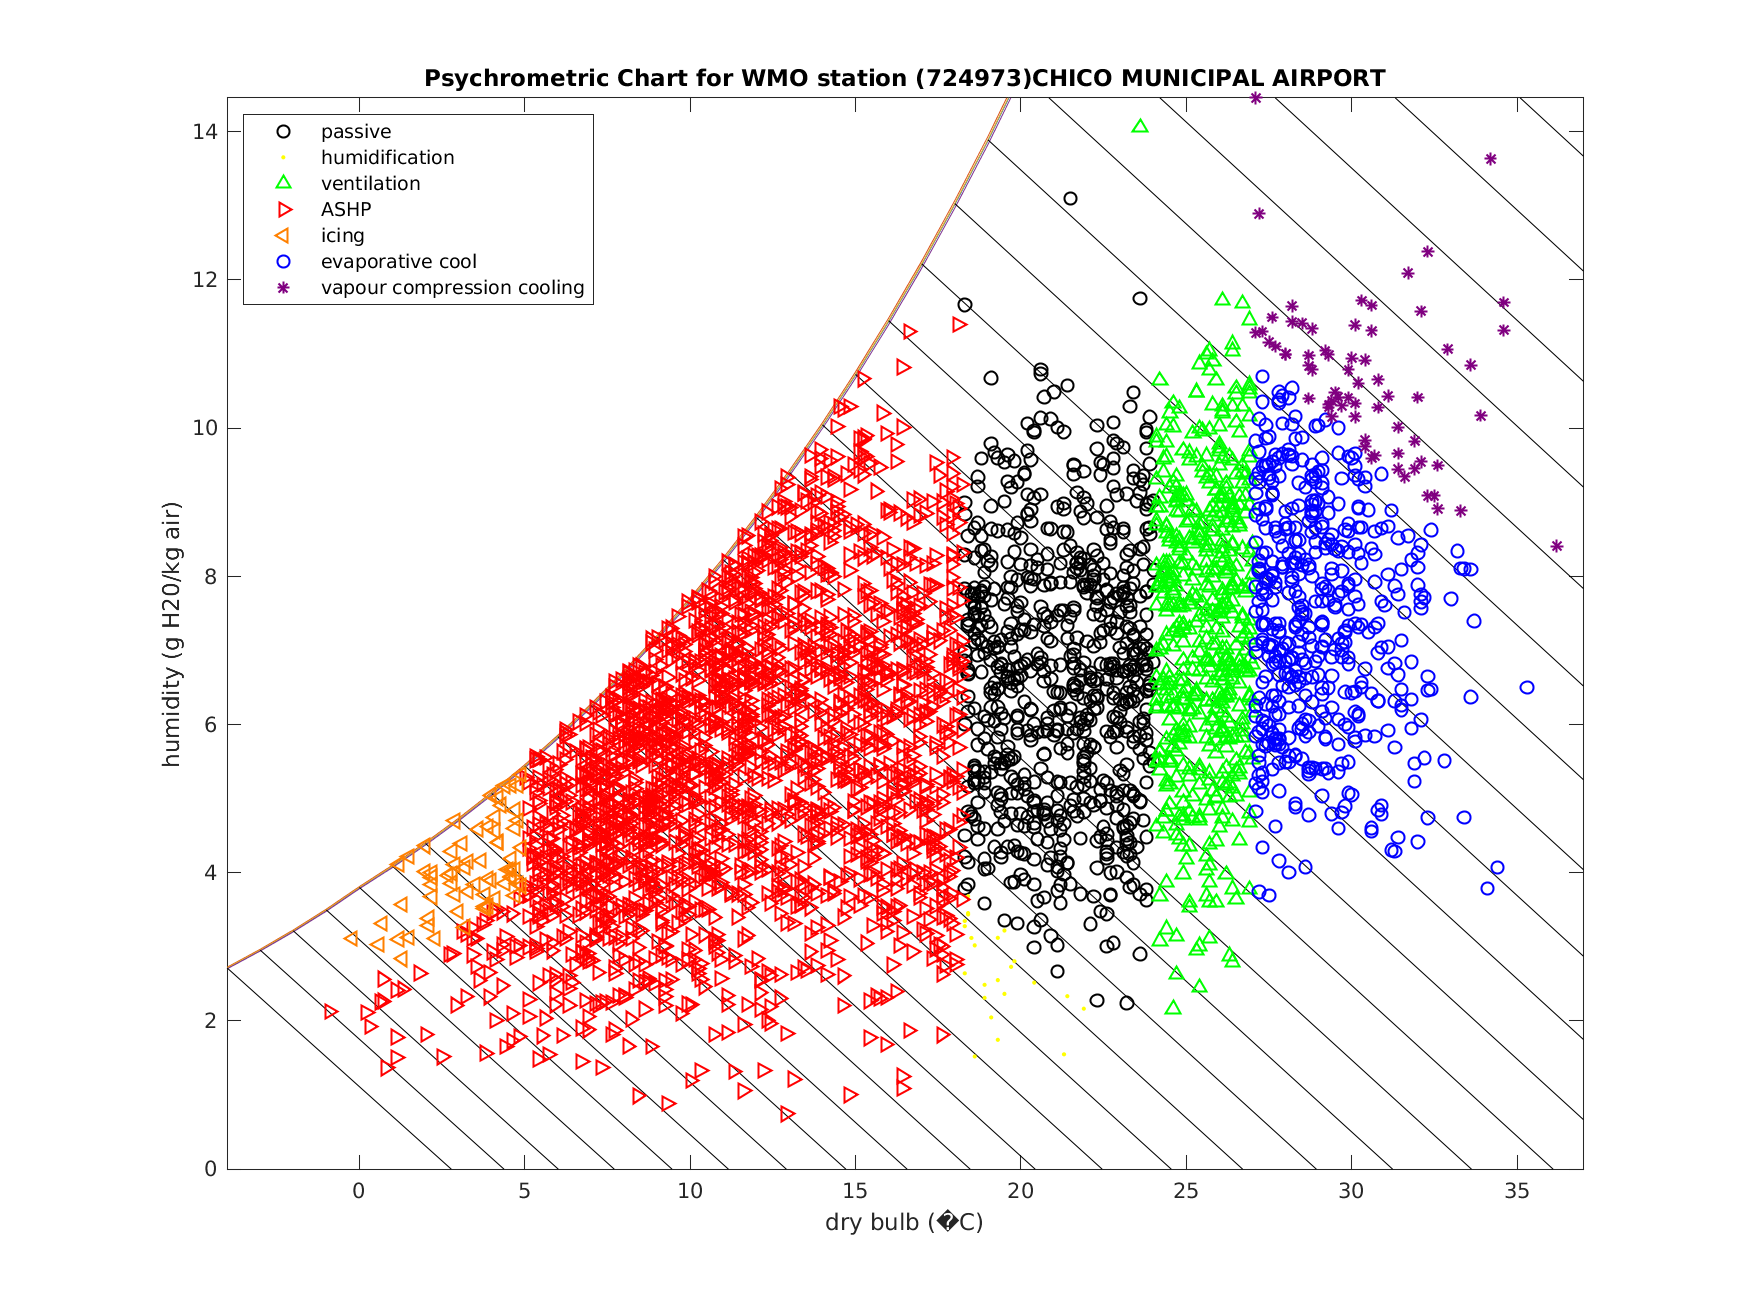 Psychrometric Chart for WMO station (724973)CHICO MUNICIPAL AIRPORT
passive
humidification
ventilation
ASHP
icing
evaporative cool
vapour compression cooling
humidity (g H20/kg air)
14
12
10
8
6
4
2
0
0 5 10 15 20 25 30 35
dry bulb (�C)